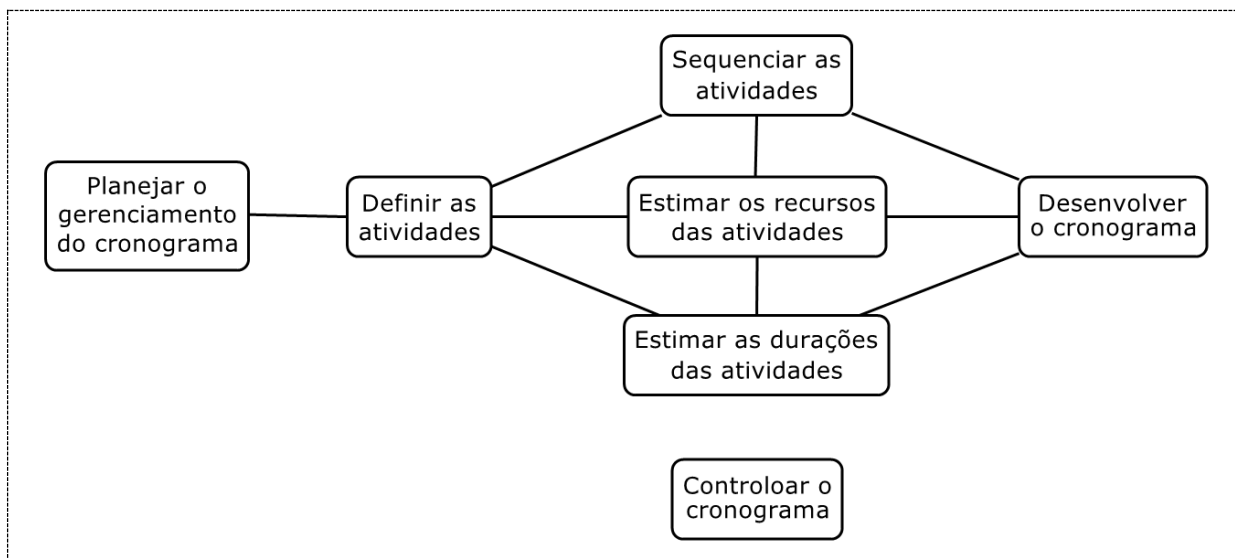 Sequenciar as
atividades
Planejar o
gerenciamento
do cronograma
Definir as
atividades
Estimar os recursos
das atividades
Desenvolver
o cronograma
Estimar as durações
das atividades
Controloar o
cronograma